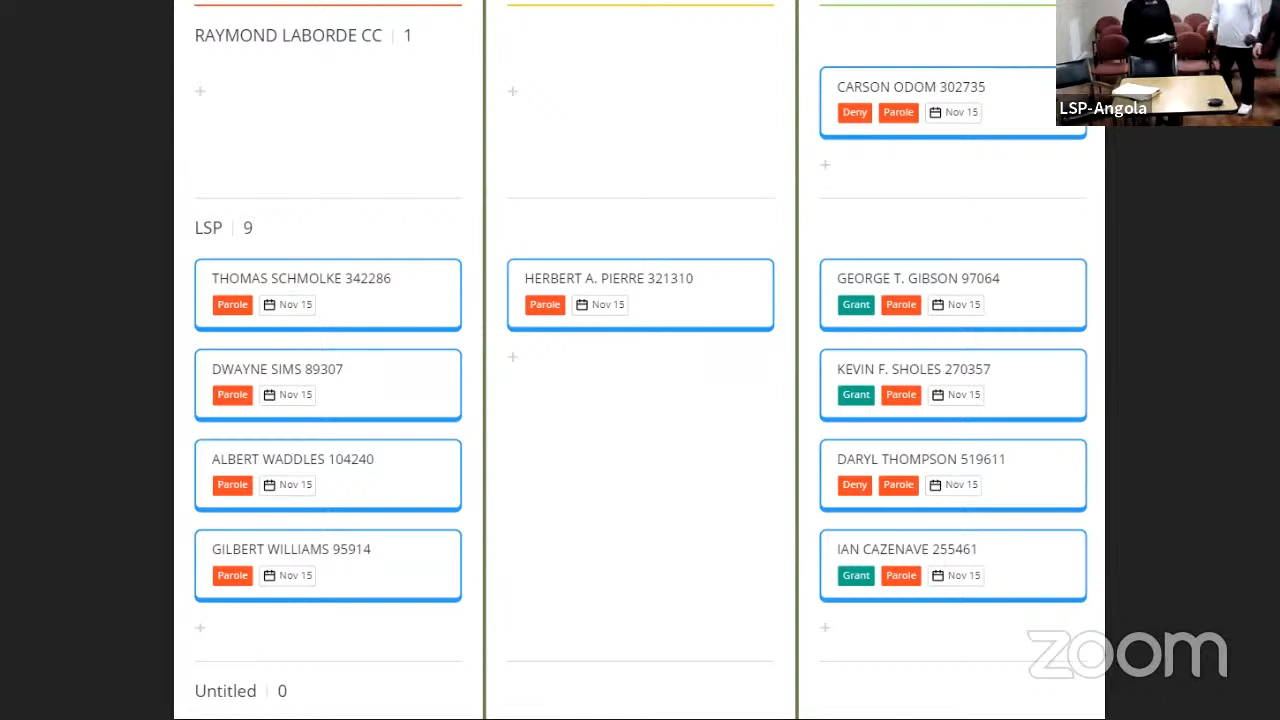 RAYMOND LABORDE CC | 1
CARSON ODOM 302735
Deny Parole Nov 15
LSP-Angola
LSP | 9
THOMAS SCHMOLKE 342286
Parole Nov 15
DWAYNE SIMS 89307
Parole Nov 15
ALBERT WADDLES 104240
Parole Nov 15
GILBERT WILLIAMS 95914
Parole Nov 15
HERBERT A. PIERRE 321310
Parole Nov 15
GEORGE T. GIBSON 97064
Grant Parole Nov 15
KEVIN F. SHOLES 270357
Grant Parole Nov 15
DARYL THOMPSON 519611
Deny Parole Nov 15
IAN CAZENAVE 255461
Grant Parole Nov 15
Untitled | 0
zoom